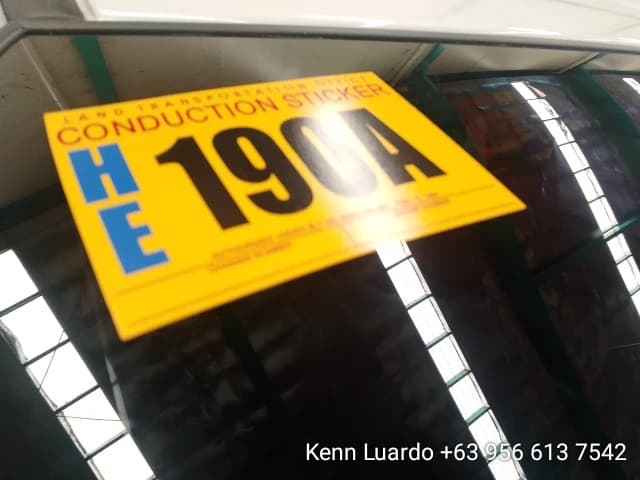 LAND TRANSPORTATION OFFICE
CONDUCTION STICKER
HE
190A
Kenn Luardo +63 956 613 7542